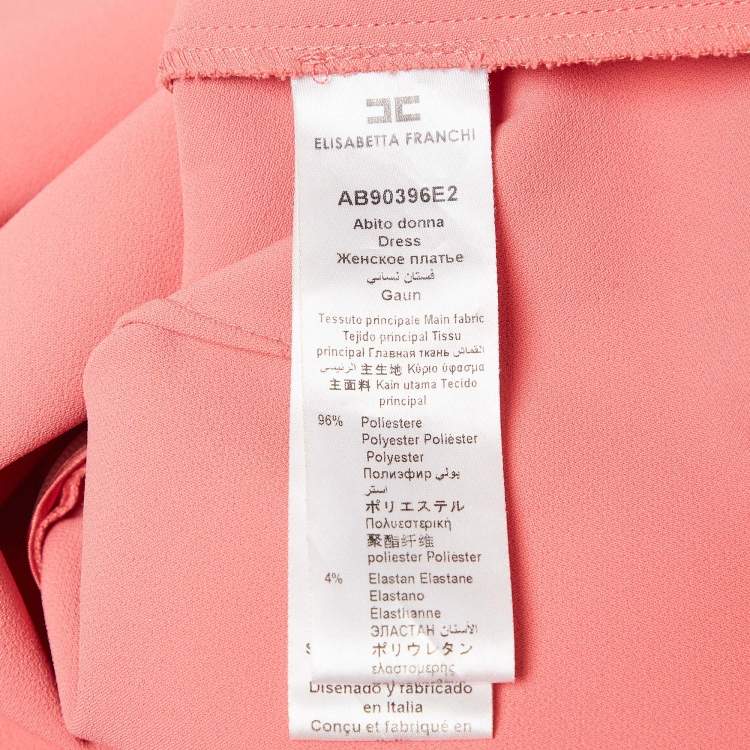 ELISABETTA FRANCHI
AB90396E2
Abito donna
Dress
Женское платье
فستان نسائي
Gaun
Tessuto principale Main fabric
Tejido principal Tissu
principal Главная ткань القماش
الرئيسي 主生地 Κύριο ύφασμα
主面料 Kain utama Tecido
principal
96% Poliestere
Polyester Poliéster
Polyester
Полиэфир بولي
استر
ポリエステル
Πολυεστερική
聚酯纤维
poliester Poliester
4% Elastan Elastane
Elastano
Élasthanne
ЭЛАСТАН الأستان
ポリウレタン
ελαστομερής
Diseñado y fabricado
en Italia
Conçu et fabriqué en